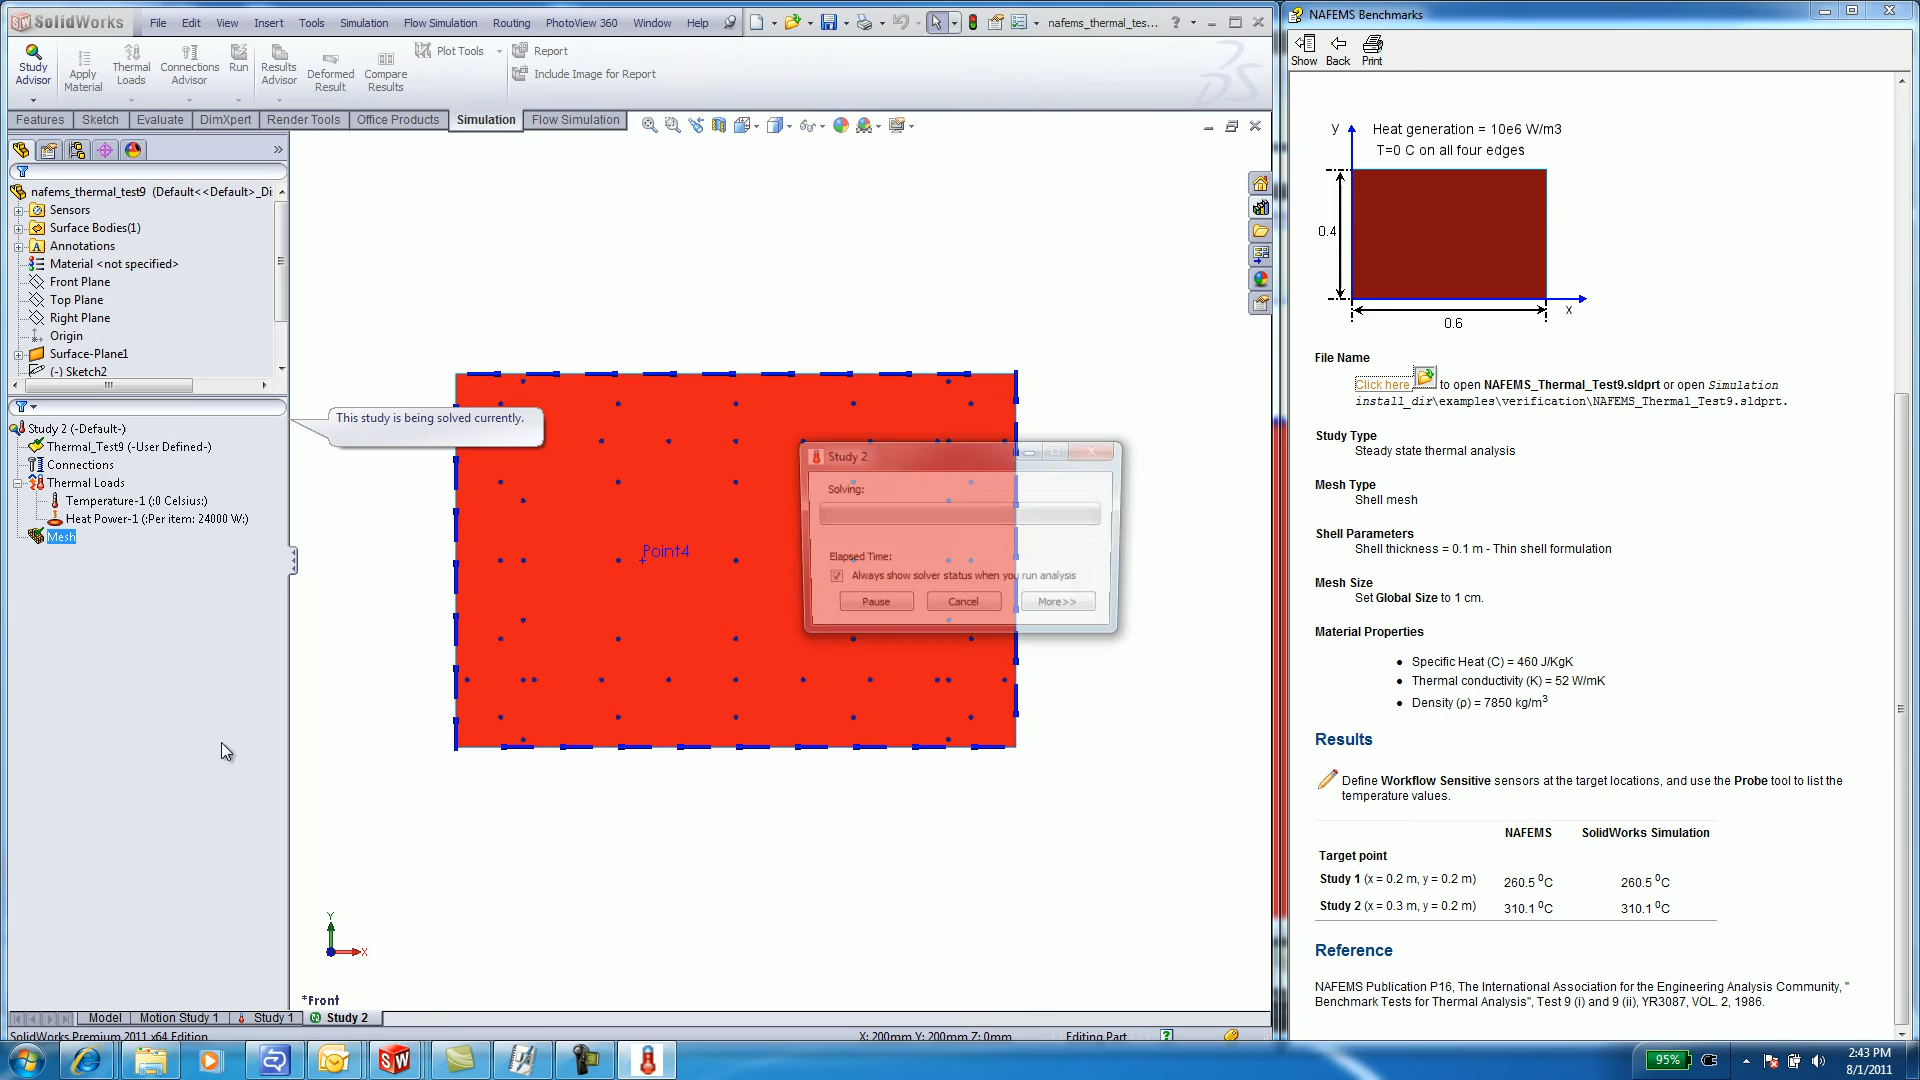 SolidWorks
File Edit View Insert Tools Simulation Flow Simulation Routing PhotoView 360 Window Help
nafems_thermal_tes...
Study Advisor
Apply Material
Thermal Loads
Connections Advisor
Run
Results Advisor
Deformed Result
Compare Results
Plot Tools
Report
Include Image for Report
Features Sketch Evaluate DimXpert Render Tools Office Products Simulation Flow Simulation
nafems_thermal_test9 (Default<<Default>_Di
Sensors
Surface Bodies(1)
Annotations
Material <not specified>
Front Plane
Top Plane
Right Plane
Origin
Surface-Plane1
(-) Sketch2
Study 2 (-Default-)
Thermal_Test9 (-User Defined-)
Connections
Thermal Loads
Temperature-1 (:0 Celsius:)
Heat Power-1 (:Per item: 24000 W:)
Mesh
This study is being solved currently.
Point4
Study 2
Solving:
Elapsed Time:
Always show solver status when you run analysis
Pause Cancel More>>
Y
X
*Front
Model Motion Study 1 Study 1 Study 2
SolidWorks Premium 2011 x64 Edition
X: 200mm Y: 200mm Z: 0mm Editing Part
NAFEMS Benchmarks
Show Back Print
y
Heat generation = 10e6 W/m3
T=0 C on all four edges
0.4
x
0.6
File Name
Click here to open NAFEMS_Thermal_Test9.sldprt or open Simulation
install_dir\examples\verification\NAFEMS_Thermal_Test9.sldprt.
Study Type
Steady state thermal analysis
Mesh Type
Shell mesh
Shell Parameters
Shell thickness = 0.1 m - Thin shell formulation
Mesh Size
Set Global Size to 1 cm.
Material Properties
• Specific Heat (C) = 460 J/KgK
• Thermal conductivity (K) = 52 W/mK
• Density (ρ) = 7850 kg/m3
Results
Define Workflow Sensitive sensors at the target locations, and use the Probe tool to list the
temperature values.
NAFEMS SolidWorks Simulation
Target point
Study 1 (x = 0.2 m, y = 0.2 m) 260.5 0C 260.5 0C
Study 2 (x = 0.3 m, y = 0.2 m) 310.1 0C 310.1 0C
Reference
NAFEMS Publication P16, The International Association for the Engineering Analysis Community, "
Benchmark Tests for Thermal Analysis", Test 9 (i) and 9 (ii), YR3087, VOL. 2, 1986.
SW
95%
2:43 PM
8/1/2011